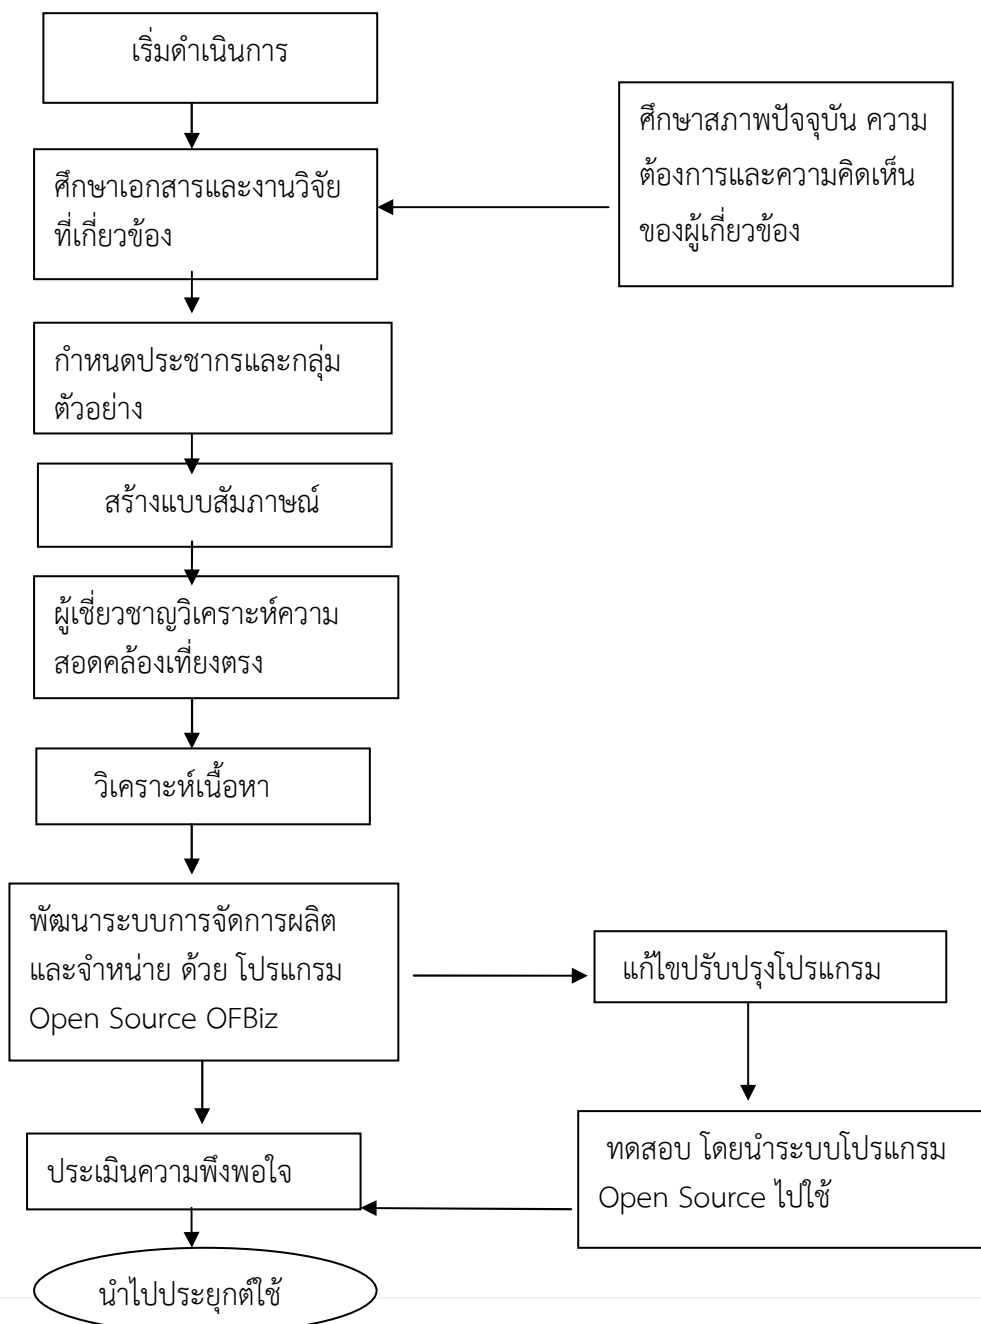 เริ่มดำเนินการ
ศึกษาสภาพปัจจุบัน ความ
ต้องการและความคิดเห็น
ของผู้เกี่ยวข้อง
ศึกษาเอกสารและงานวิจัย
ที่เกี่ยวข้อง
กำหนดประชากรและกลุ่ม
ตัวอย่าง
สร้างแบบสัมภาษณ์
ผู้เชี่ยวชาญวิเคราะห์ความ
สอดคล้องเที่ยงตรง
วิเคราะห์เนื้อหา
พัฒนาระบบการจัดการผลิต
และจำหน่าย ด้วย โปรแกรม
Open Source OFBiz
แก้ไขปรับปรุงโปรแกรม
ทดสอบ โดยนำระบบโปรแกรม
Open Source ไปใช้
ประเมินความพึงพอใจ
นำไปประยุกต์ใช้